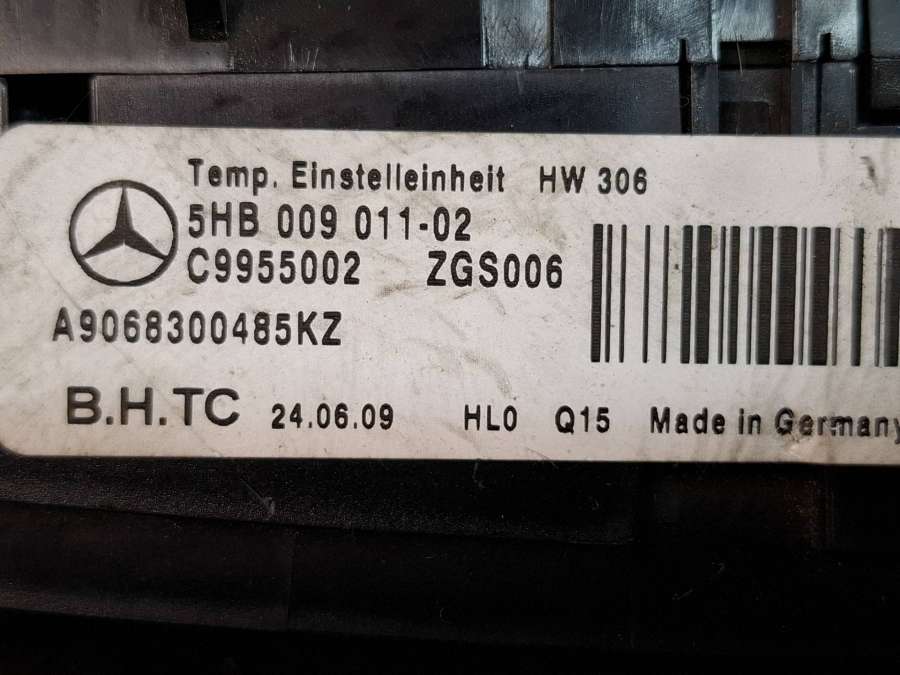 Temp. Einstelleinheit HW 306
5HB 009 011-02
C9955002 ZGS006
A9068300485KZ
B.H.TC 24.06.09 HL0 Q15 Made in Germany